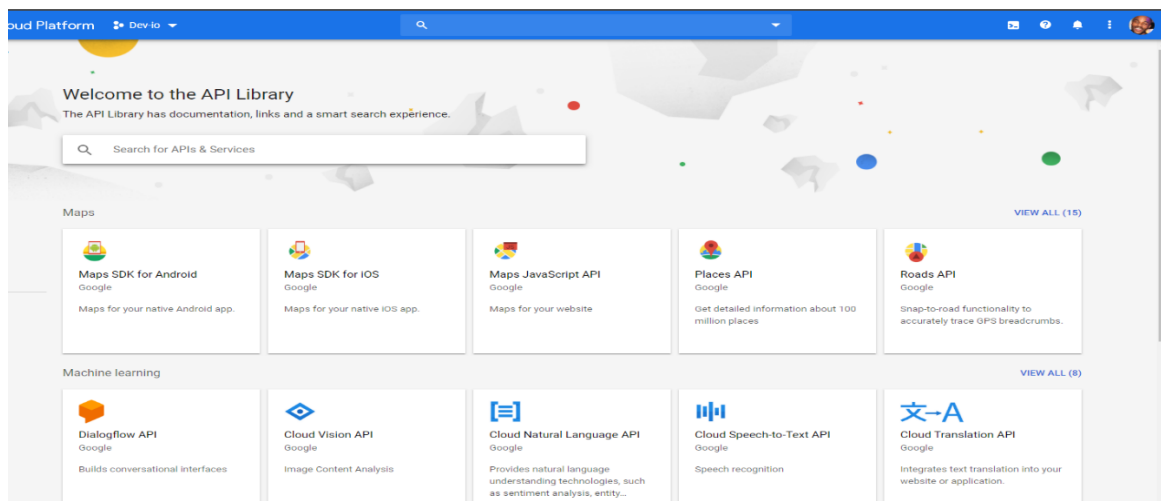 oud Platform
Dev-io
Welcome to the API Library
The API Library has documentation, links and a smart search experience.
Search for APIs & Services
Maps
VIEW ALL (15)
Maps SDK for Android
Google
Maps for your native Android app.
Maps SDK for iOS
Google
Maps for your native iOS app.
Maps JavaScript API
Google
Maps for your website
Places API
Google
Get detailed information about 100
million places
Roads API
Google
Snap-to-road functionality to
accurately trace GPS breadcrumbs.
Machine learning
VIEW ALL (8)
Dialogflow API
Google
Builds conversational interfaces
Cloud Vision API
Google
Image Content Analysis
Cloud Natural Language API
Google
Provides natural language
understanding technologies, such
as sentiment analysis, entity...
Cloud Speech-to-Text API
Google
Speech recognition
文→A
Cloud Translation API
Google
Integrates text translation into your
website or application.